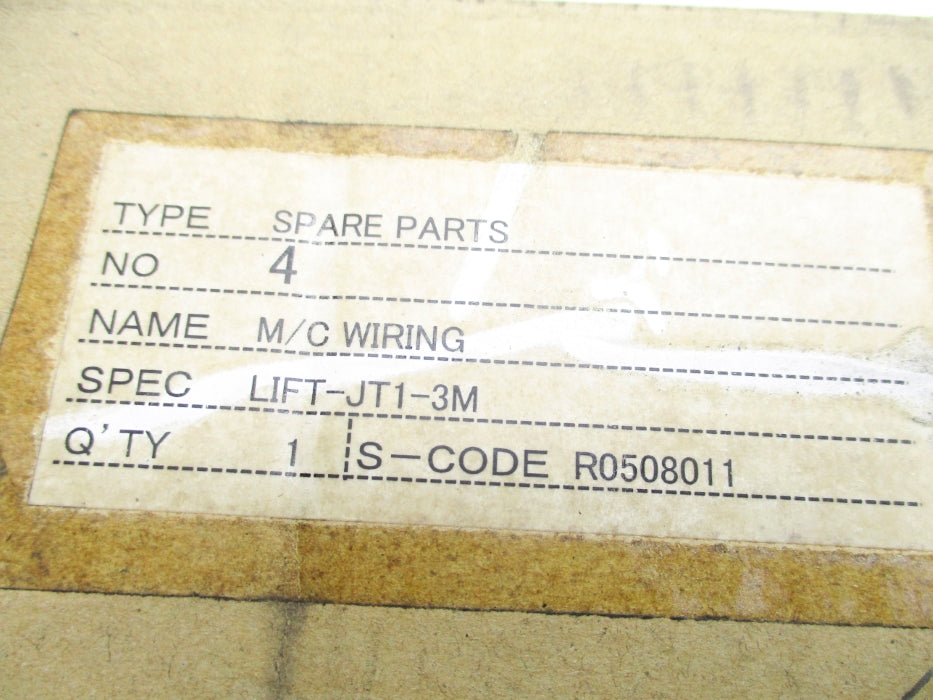 TYPE SPARE PARTS
NO 4
NAME M/C WIRING
SPEC LIFT-JT1-3M
Q'TY 1 S-CODE R0508011